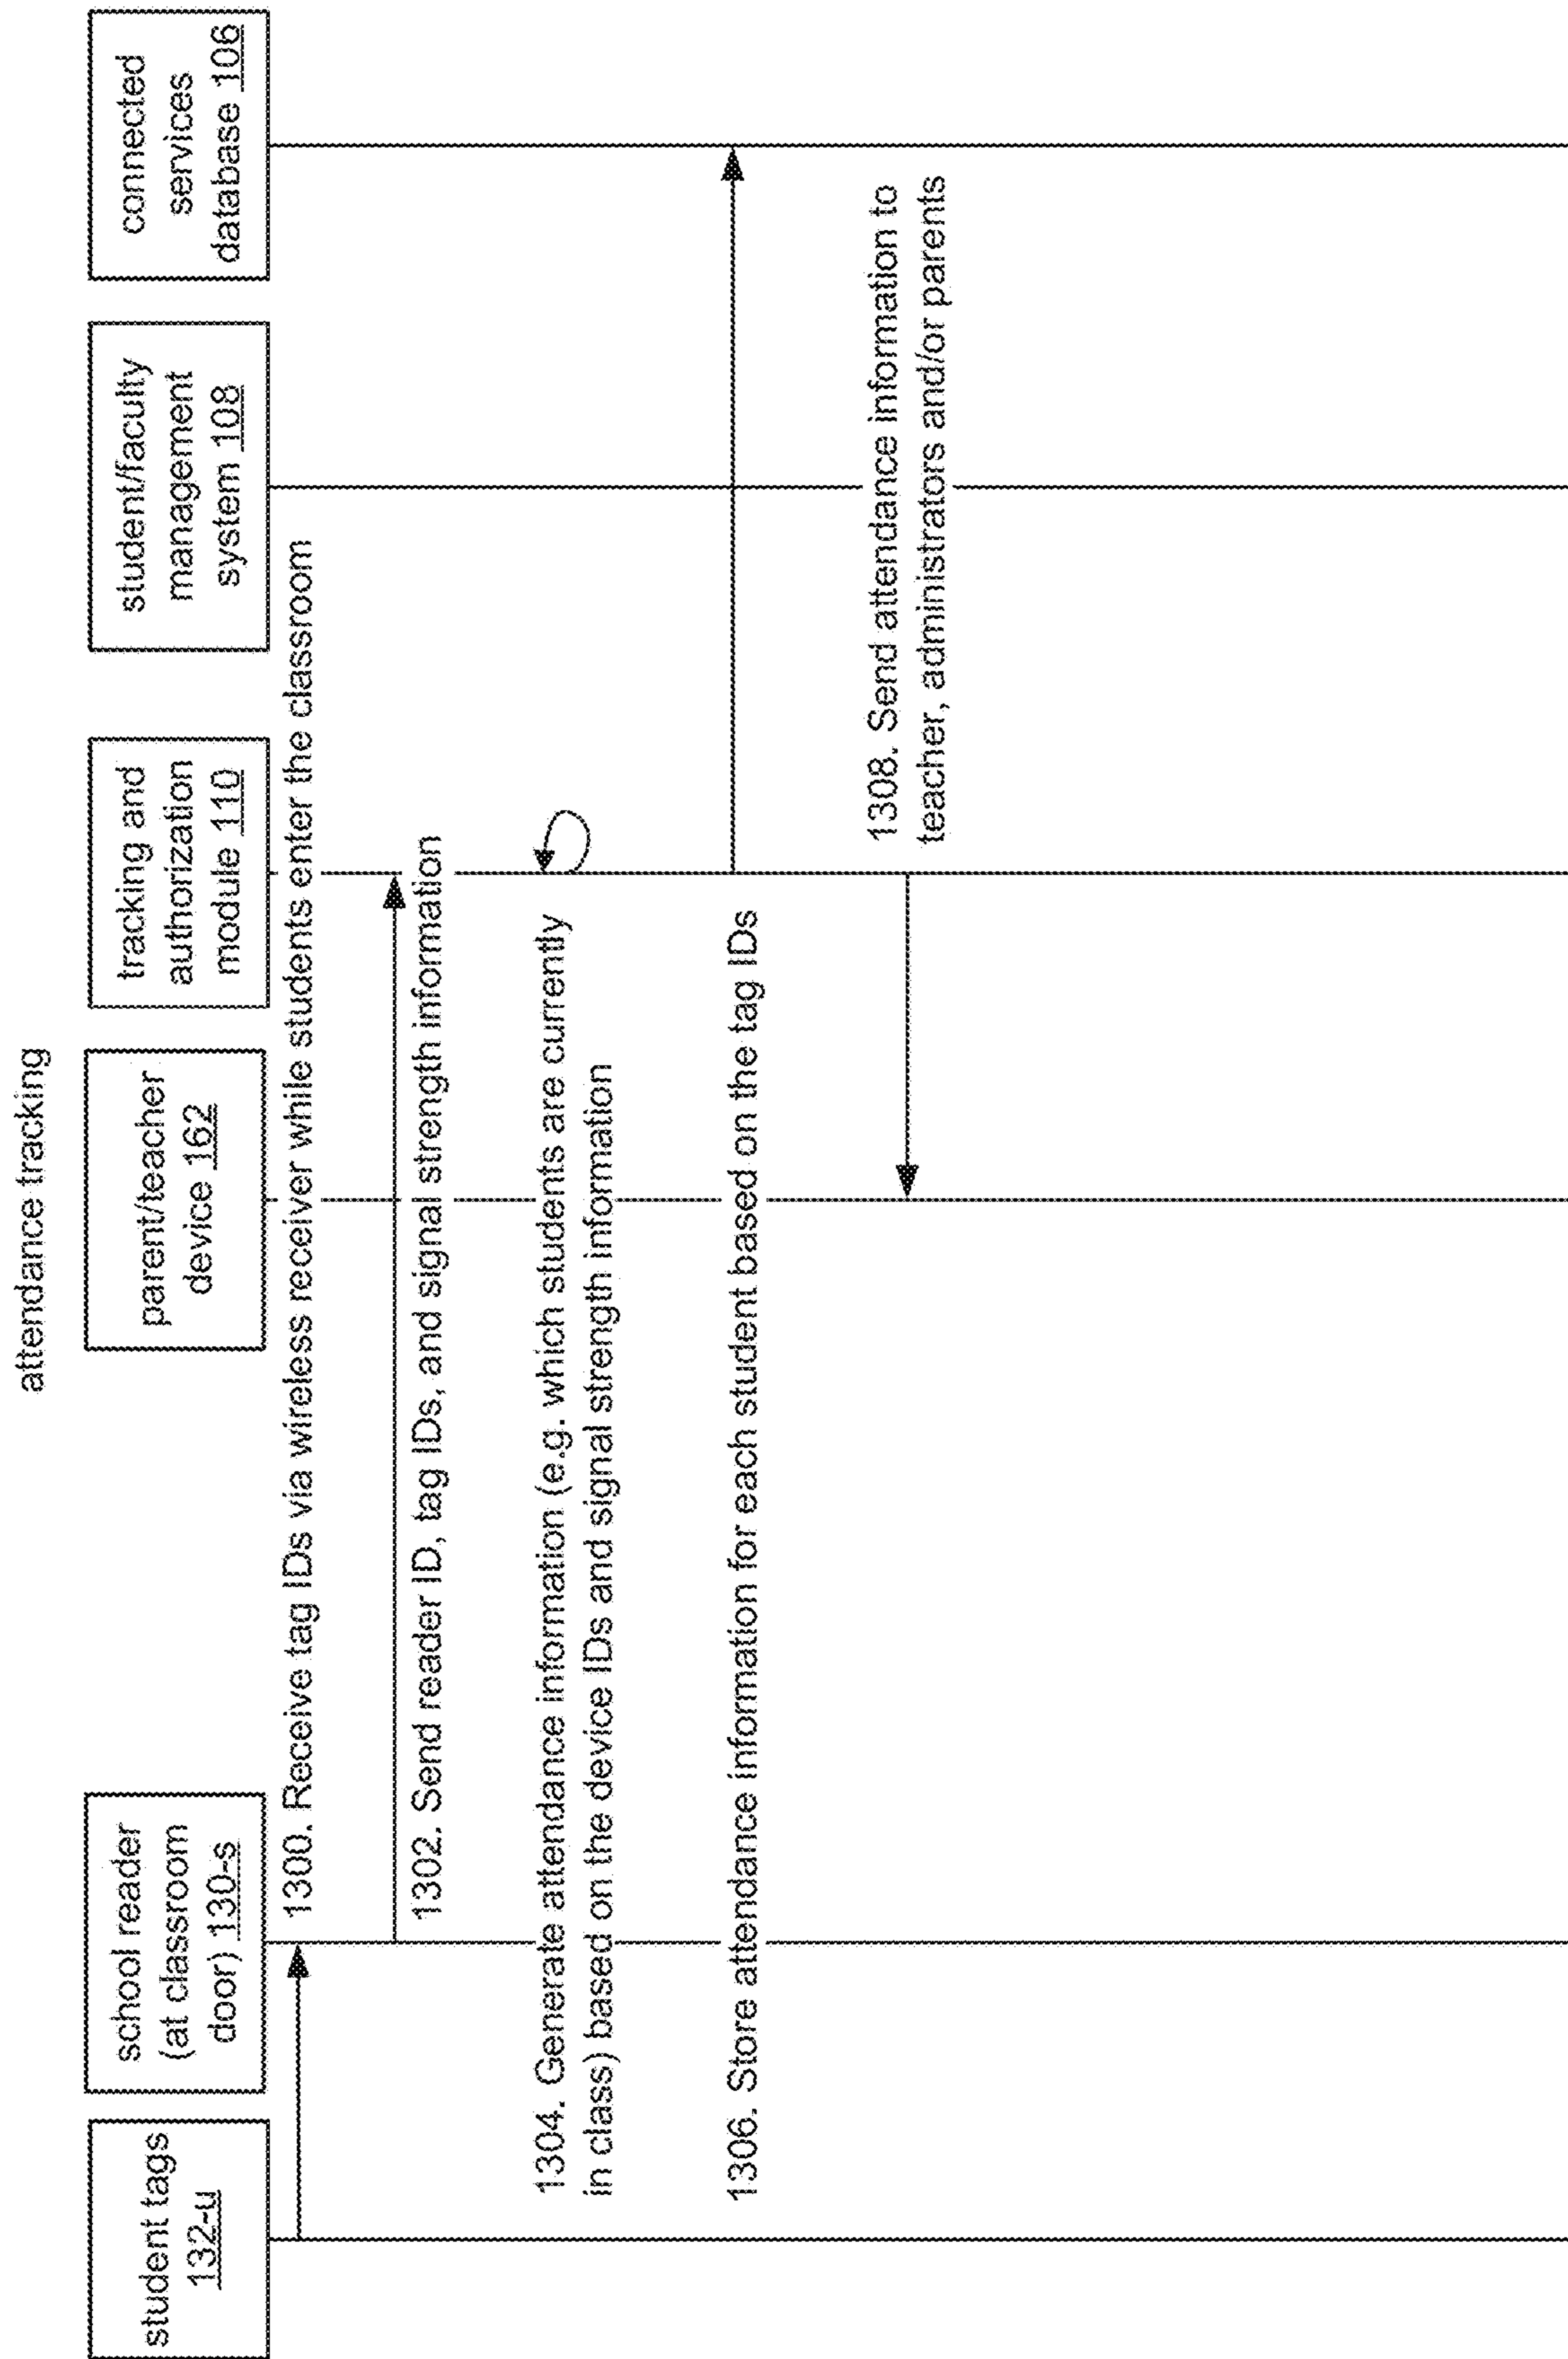 attendance tracking
student tags
132-u
school reader
(at classroom
door) 130-s
parent/teacher
device 162
tracking and
authorization
module 110
student/faculty
management
system 108
connected
services
database 106
1300. Receive tag IDs via wireless receiver while students enter the classroom
1302. Send reader ID, tag IDs, and signal strength information
1304. Generate attendance information (e.g. which students are currently
in class) based on the device IDs and signal strength information
1306. Store attendance information for each student based on the tag IDs
1308. Send attendance information to
teacher, administrators and/or parents